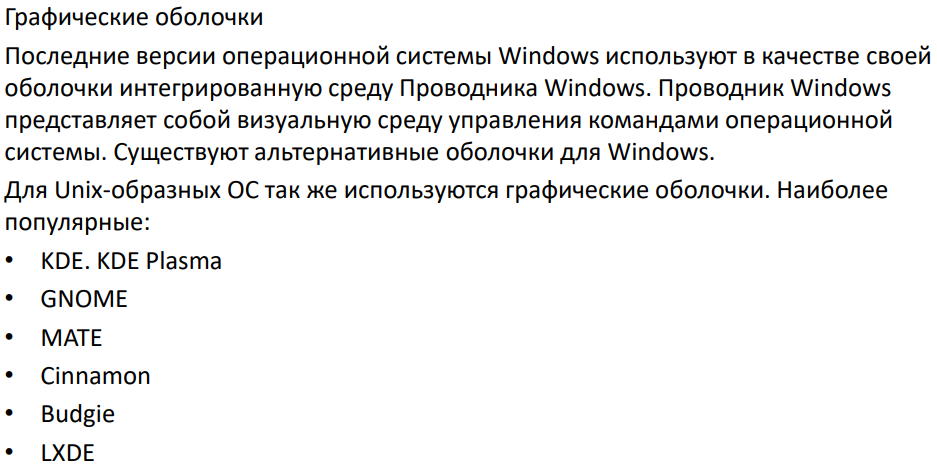 Графические оболочки
Последние версии операционной системы Windows используют в качестве своей
оболочки интегрированную среду Проводника Windows. Проводник Windows
представляет собой визуальную среду управления командами операционной
системы. Существуют альтернативные оболочки для Windows.
Для Unix-образных ОС так же используются графические оболочки. Наиболее
популярные:
• KDE. KDE Plasma
• GNOME
• MATE
• Cinnamon
• Budgie
• LXDE